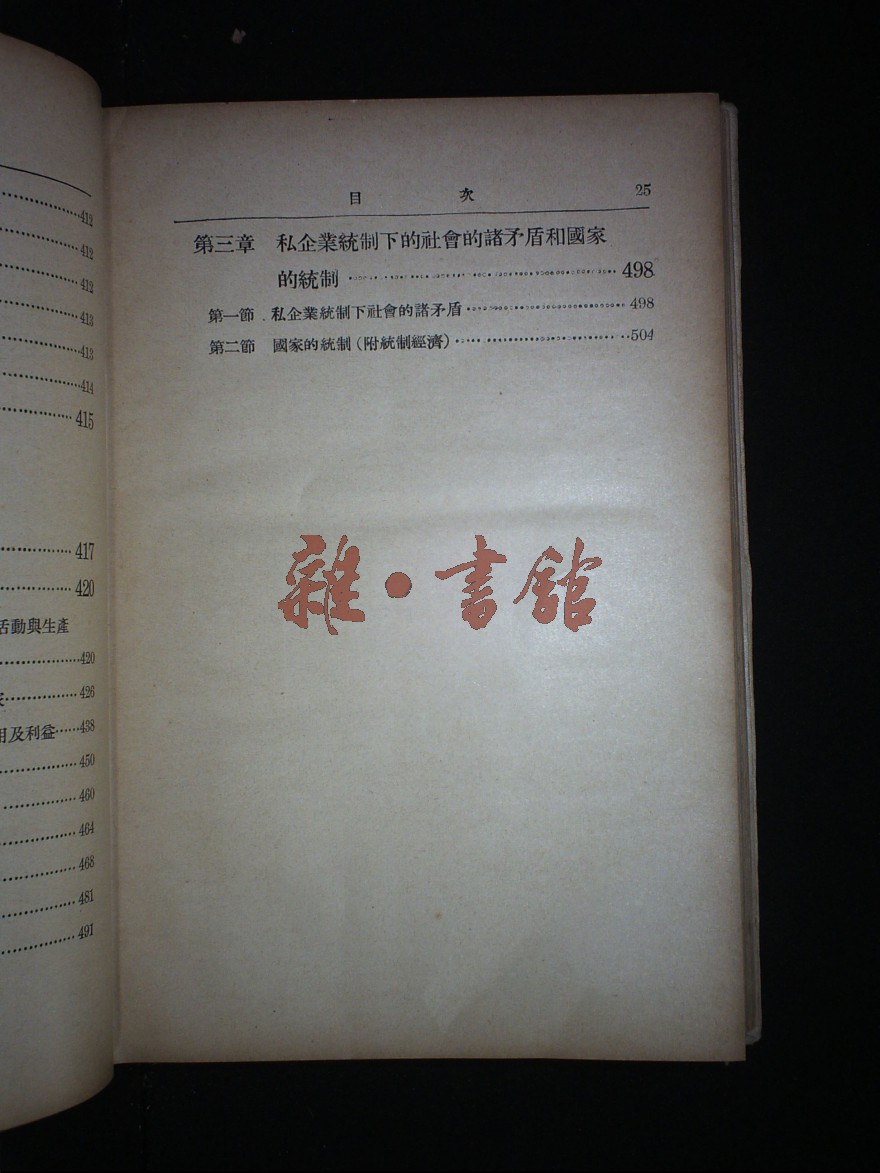 412
412
412
413
413
414
415
417
420
活動與生產
420
426
用及利益……438
450
460
464
468
481
491
目 次 25
第三章 私企業統制下的社會的諸矛盾和國家
的統制……498
第一節 私企業統制下社會的諸矛盾……498
第二節 國家的統制(附統制經濟)……504
雜·書館